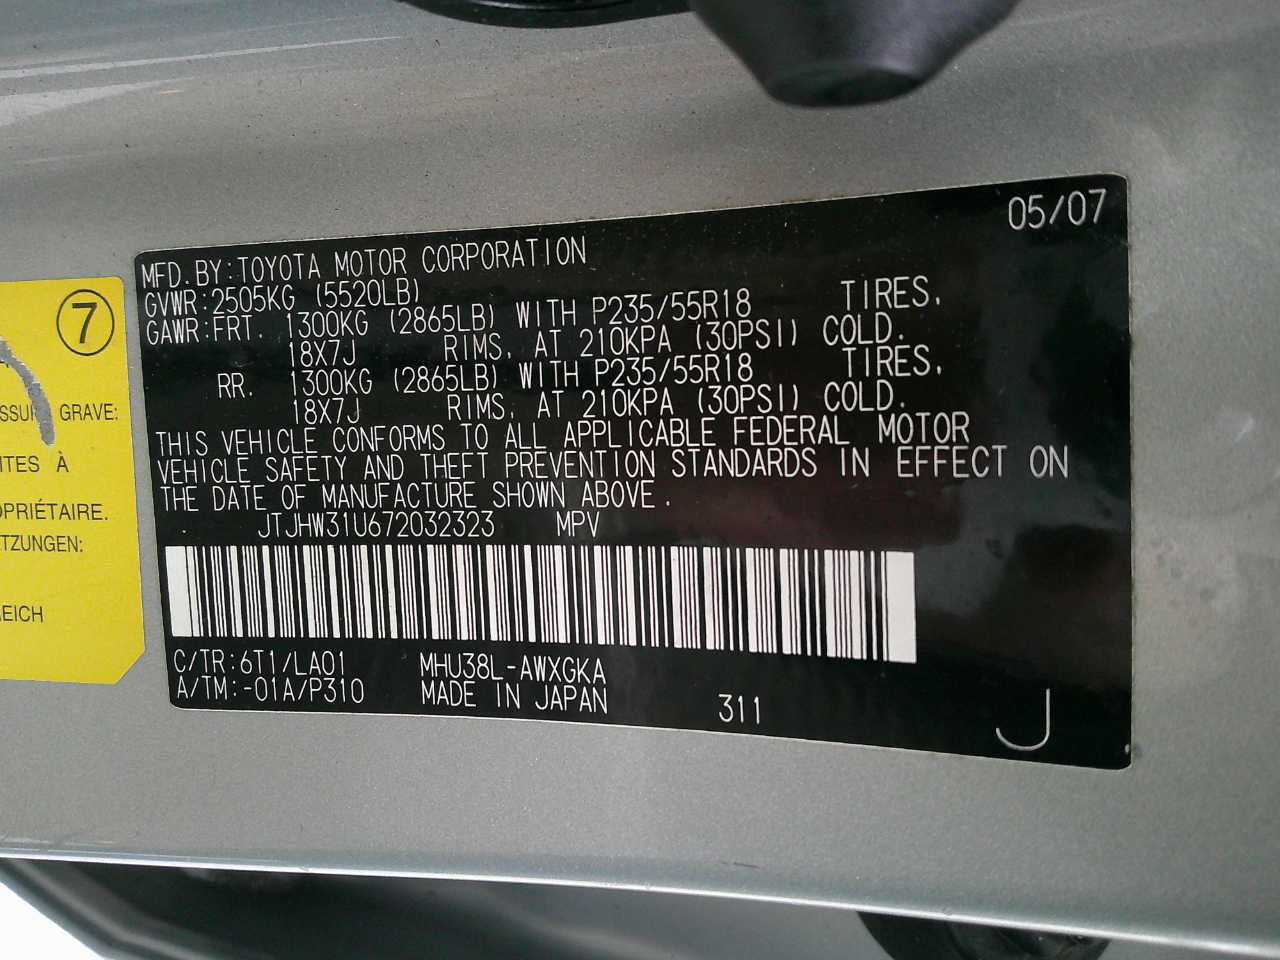 05/07
MFD.BY:TOYOTA MOTOR CORPORATION
GVWR:2505KG (5520LB)
GAWR:FRT. 1300KG (2865LB) WITH P235/55R18 TIRES,
18X7J RIMS, AT 210KPA (30PSI) COLD.
RR. 1300KG (2865LB) WITH P235/55R18 TIRES,
18X7J RIMS, AT 210KPA (30PSI) COLD.
THIS VEHICLE CONFORMS TO ALL APPLICABLE FEDERAL MOTOR
VEHICLE SAFETY AND THEFT PREVENTION STANDARDS IN EFFECT ON
THE DATE OF MANUFACTURE SHOWN ABOVE.
JTJHW31U672032323 MPV
C/TR:6T1/LA01 MHU38L-AWXGKA
A/TM:-01A/P310 MADE IN JAPAN 311
J
7
GRAVE:
ITES À
OPRIÉTAIRE.
TZUNGEN:
REICH